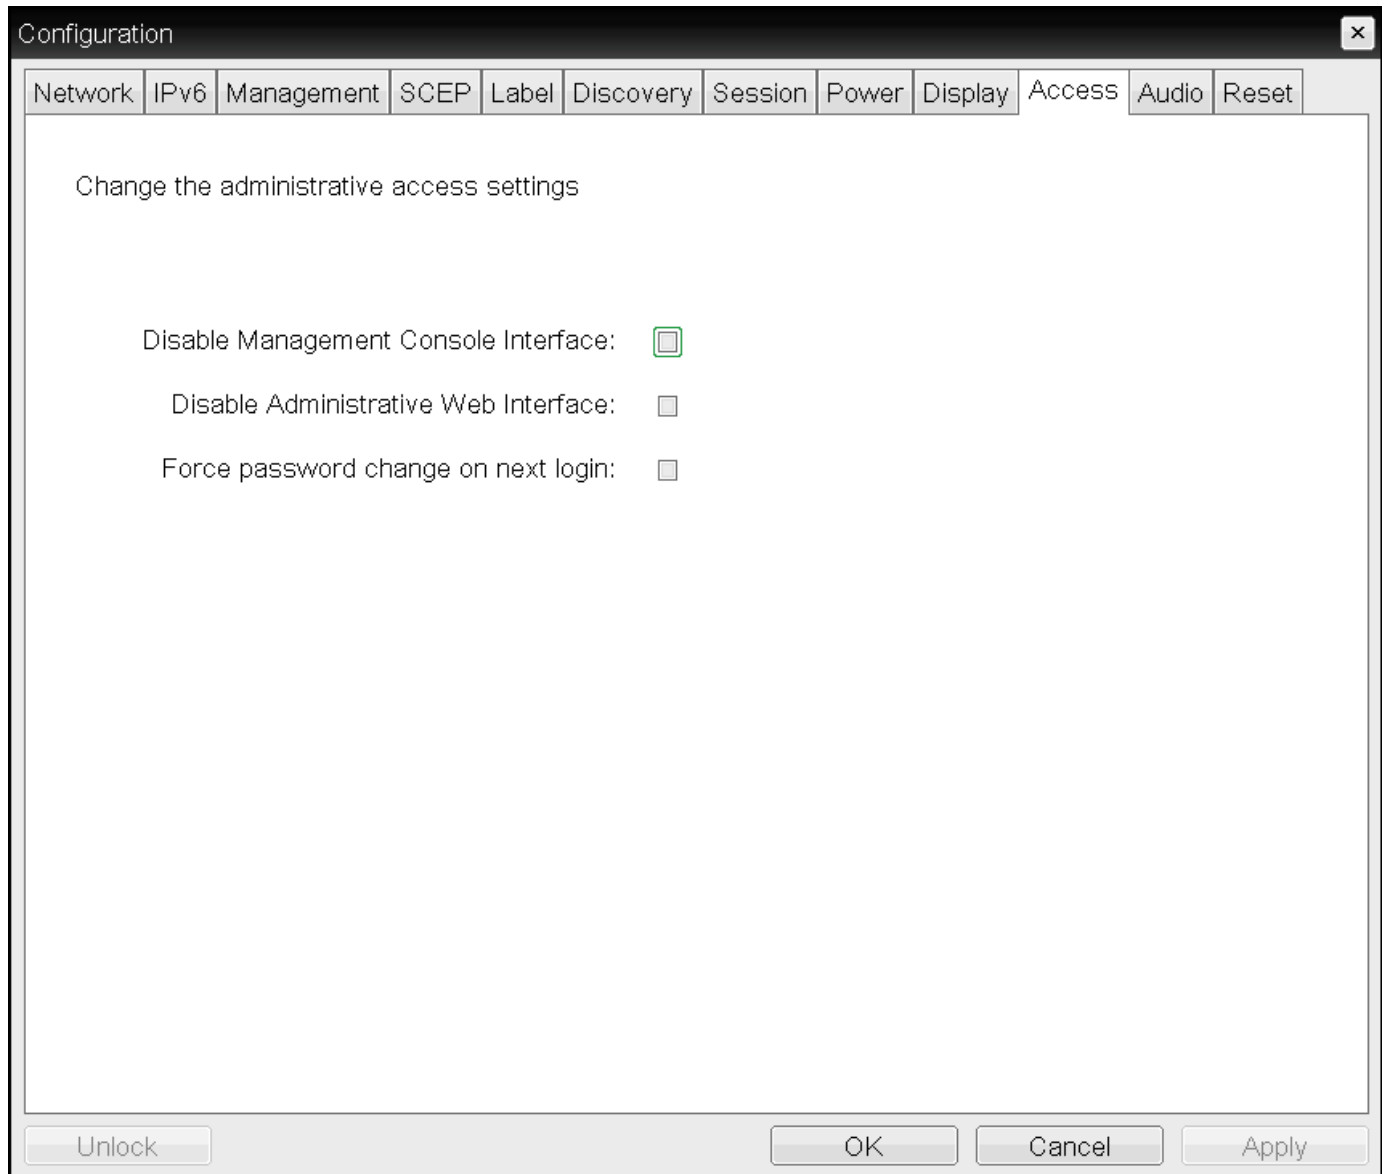 Configuration
Network IPv6 Management SCEP Label Discovery Session Power Display Access Audio Reset
Change the administrative access settings
Disable Management Console Interface:
Disable Administrative Web Interface:
Force password change on next login:
Unlock OK Cancel Apply